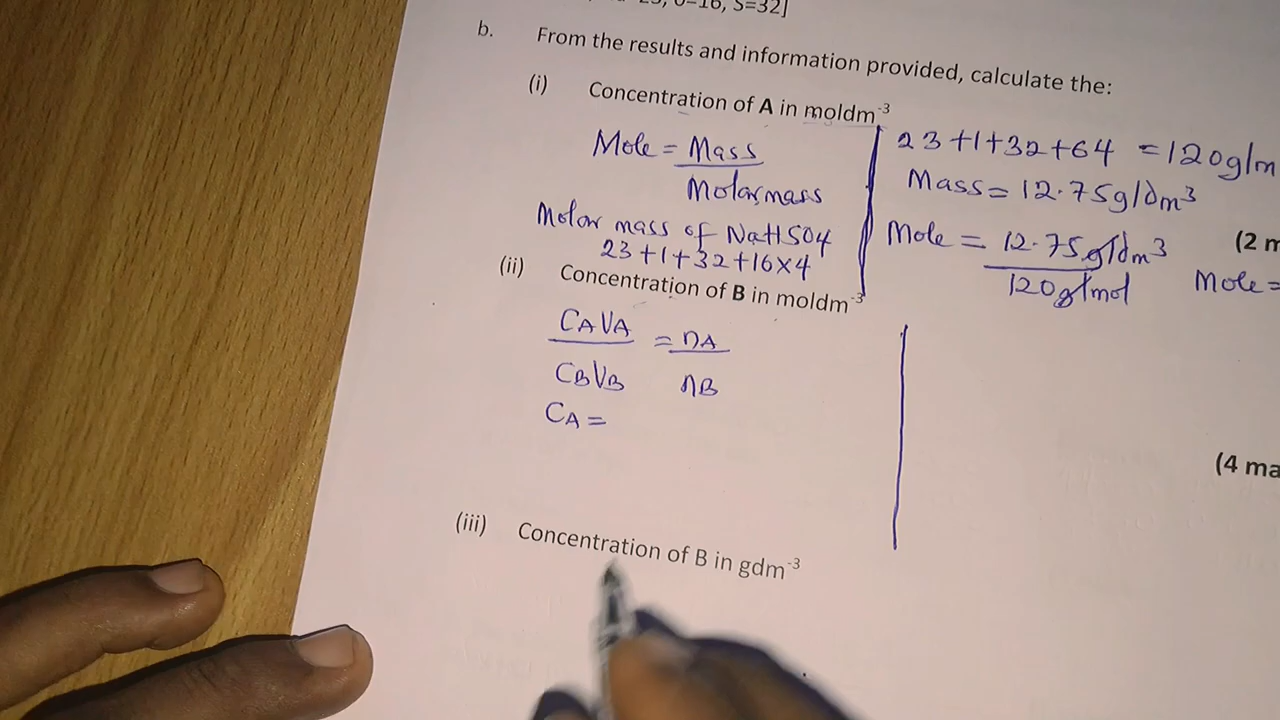 =16, S=32]
b. From the results and information provided, calculate the:
(i) Concentration of A in moldm-3
Mole = Mass
Molarmass
Molar mass of NaHSO4
23+1+32+16×4
23+1+32+64 =120g/m
Mass = 12.75g/dm3
Mole = 12.75g/dm3
120g/mol
(2 m
Mole =
(ii) Concentration of B in moldm-3
CAVA = nA
CBVB nB
CA =
(4 ma
(iii) Concentration of B in gdm-3